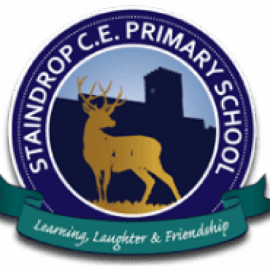 STAINDROP C.E. PRIMARY SCHOOL
Learning, Laughter & Friendship